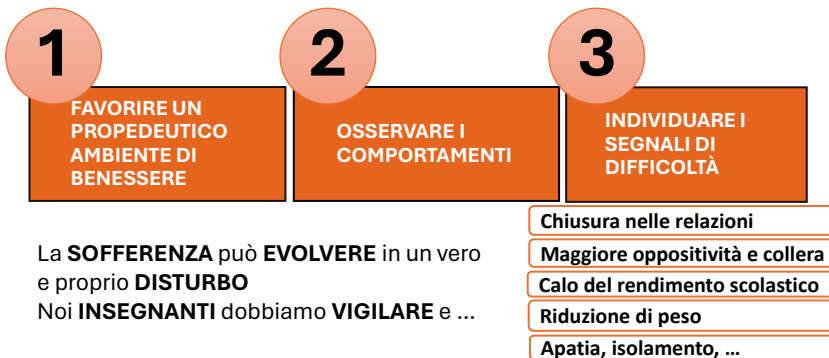 1
FAVORIRE UN
PROPEDEUTICO
AMBIENTE DI
BENESSERE
2
OSSERVARE I
COMPORTAMENTI
3
INDIVIDUARE I
SEGNALI DI
DIFFICOLTÀ
La SOFFERENZA può EVOLVERE in un vero
e proprio DISTURBO
Noi INSEGNANTI dobbiamo VIGILARE e ...
Chiusura nelle relazioni
Maggiore oppositività e collera
Calo del rendimento scolastico
Riduzione di peso
Apatia, isolamento, ...